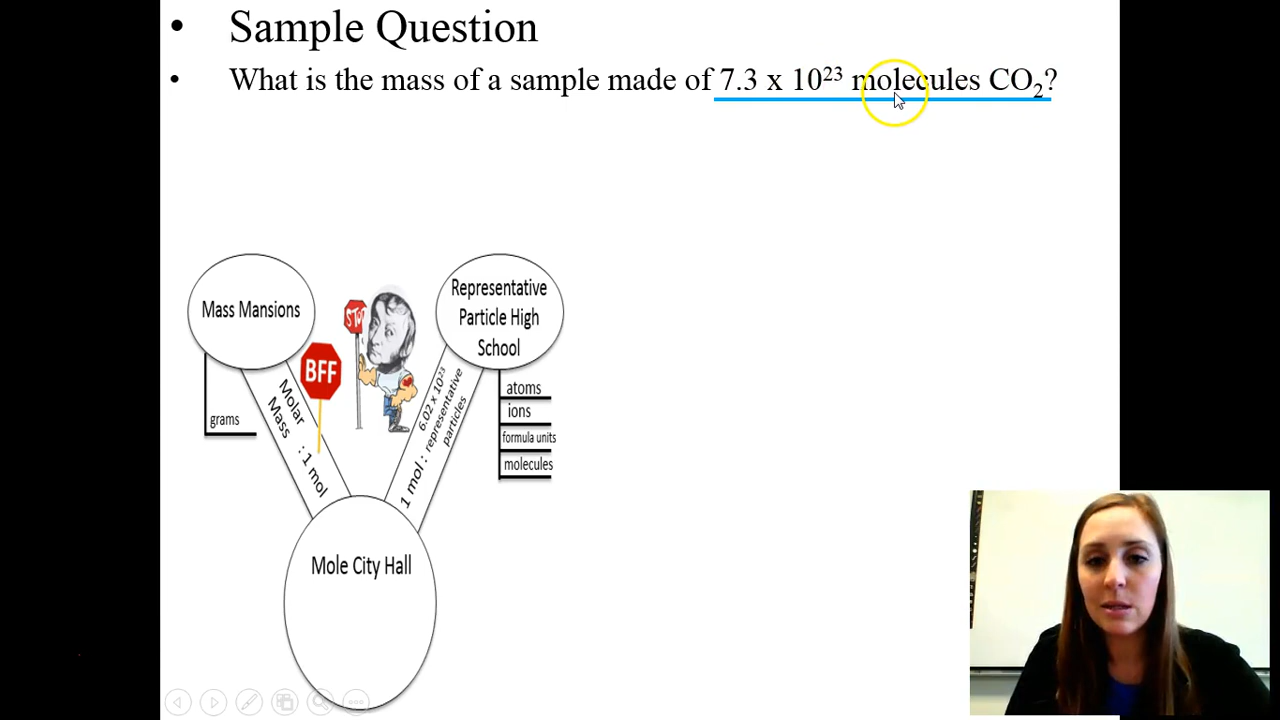 • Sample Question
• What is the mass of a sample made of 7.3 x 10²³ molecules CO₂?
Mass Mansions
Representative
Particle High
School
STOP
BFF
grams
Molar
Mass : 1 mol
6.02 x 10²³
1 mol : representative
particles
atoms
ions
formula units
molecules
Mole City Hall